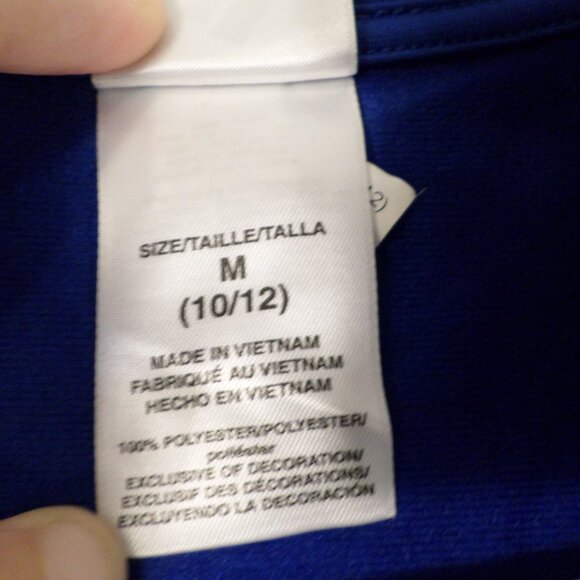 SIZE/TAILLE/TALLA
M
(10/12)
MADE IN VIETNAM
FABRIQUÉ AU VIETNAM
HECHO EN VIETNAM
100% POLYESTER/POLYESTER/
poliéster
EXCLUSIVE OF DECORATION/
EXCLUSIF DES DÉCORATIONS/
EXCLUYENDO LA DECORACIÓN